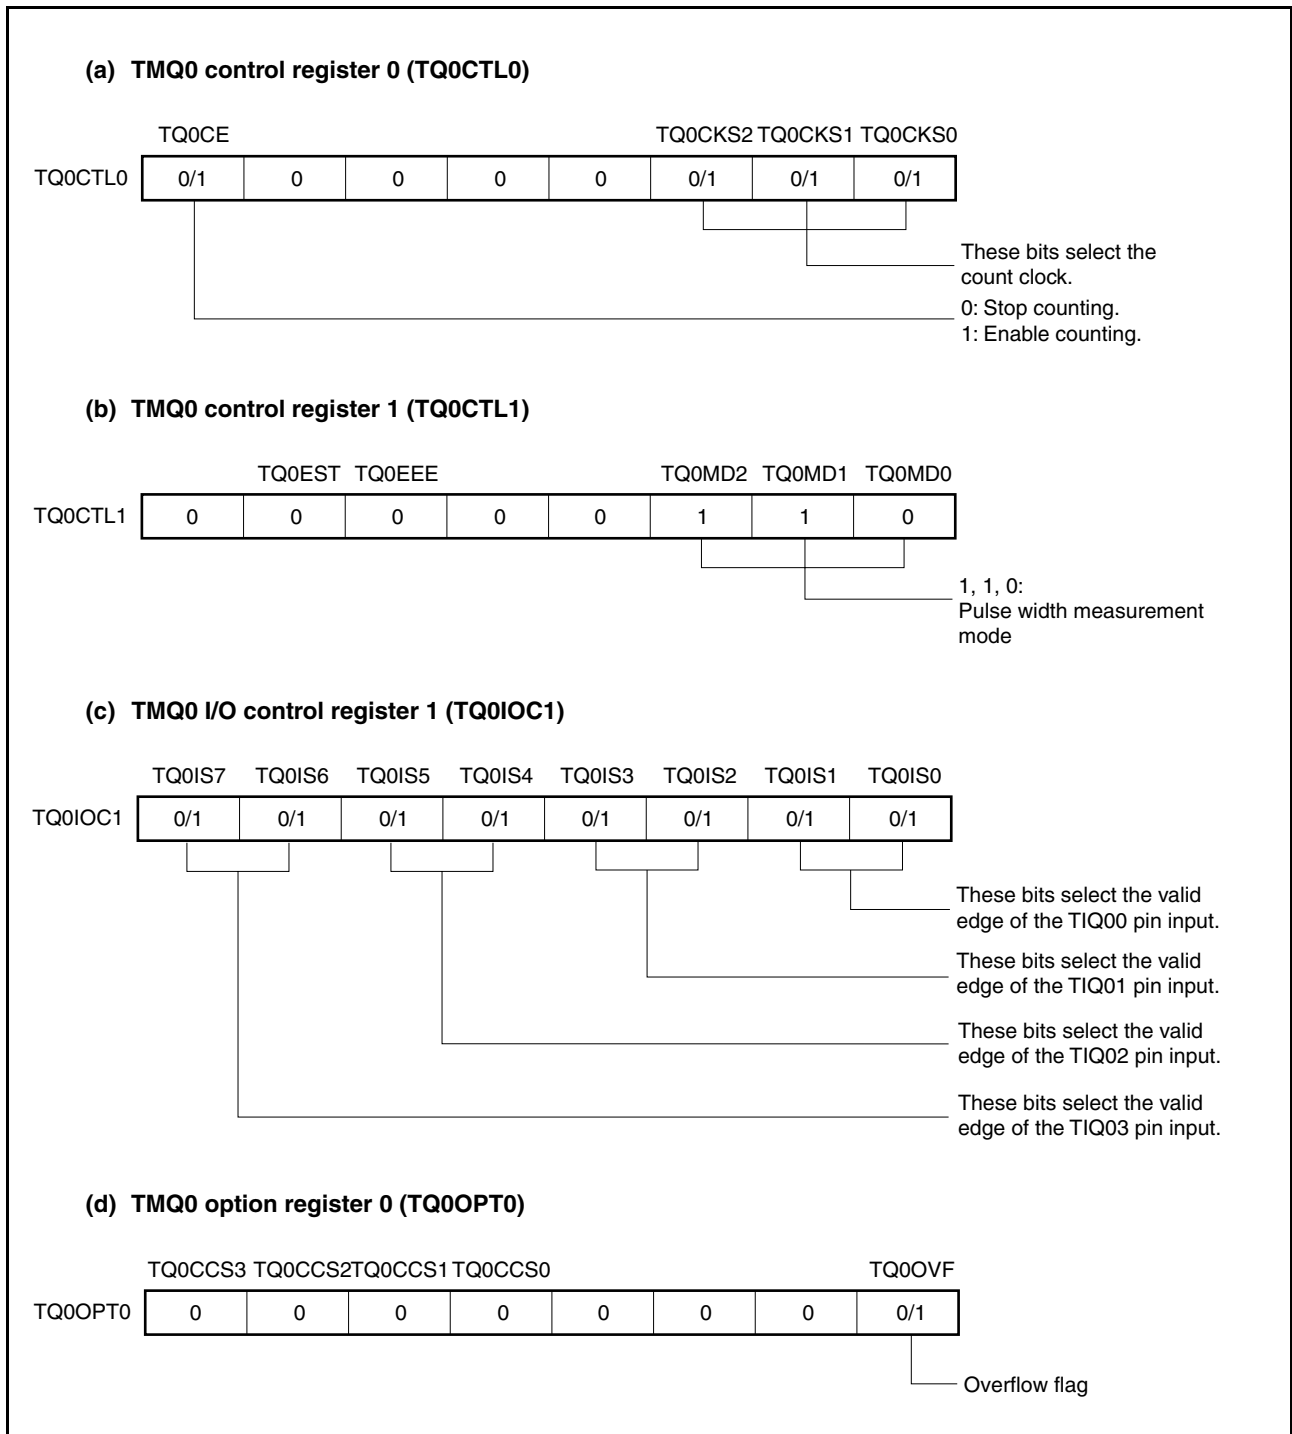 (a) TMQ0 control register 0 (TQ0CTL0)
TQ0CE TQ0CKS2 TQ0CKS1 TQ0CKS0
TQ0CTL0 0/1 0 0 0 0 0/1 0/1 0/1
These bits select the
count clock.
0: Stop counting.
1: Enable counting.
(b) TMQ0 control register 1 (TQ0CTL1)
TQ0EST TQ0EEE TQ0MD2 TQ0MD1 TQ0MD0
TQ0CTL1 0 0 0 0 0 1 1 0
1, 1, 0:
Pulse width measurement
mode
(c) TMQ0 I/O control register 1 (TQ0IOC1)
TQ0IS7 TQ0IS6 TQ0IS5 TQ0IS4 TQ0IS3 TQ0IS2 TQ0IS1 TQ0IS0
TQ0IOC1 0/1 0/1 0/1 0/1 0/1 0/1 0/1 0/1
These bits select the valid
edge of the TIQ00 pin input.
These bits select the valid
edge of the TIQ01 pin input.
These bits select the valid
edge of the TIQ02 pin input.
These bits select the valid
edge of the TIQ03 pin input.
(d) TMQ0 option register 0 (TQ0OPT0)
TQ0CCS3 TQ0CCS2 TQ0CCS1 TQ0CCS0 TQ0OVF
TQ0OPT0 0 0 0 0 0 0 0 0/1
Overflow flag